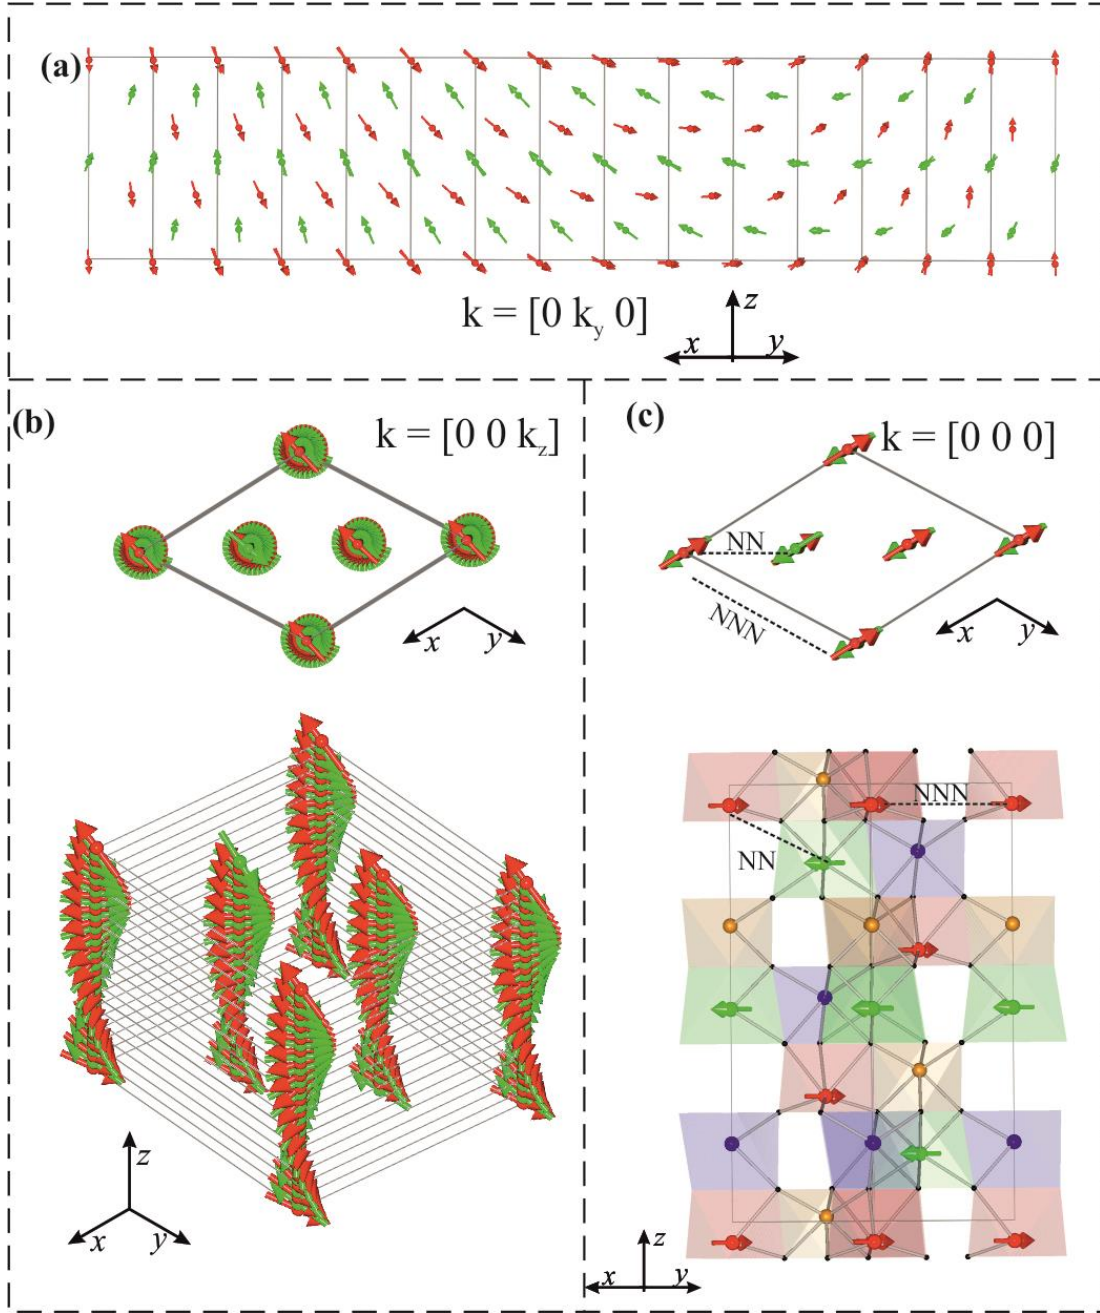 (a)
k = [0 k_y 0]
z
x y
(b)
k = [0 0 k_z]
x y
z
x y
(c)
k = [0 0 0]
NN
NNN
x y
NNN
NN
z
x y